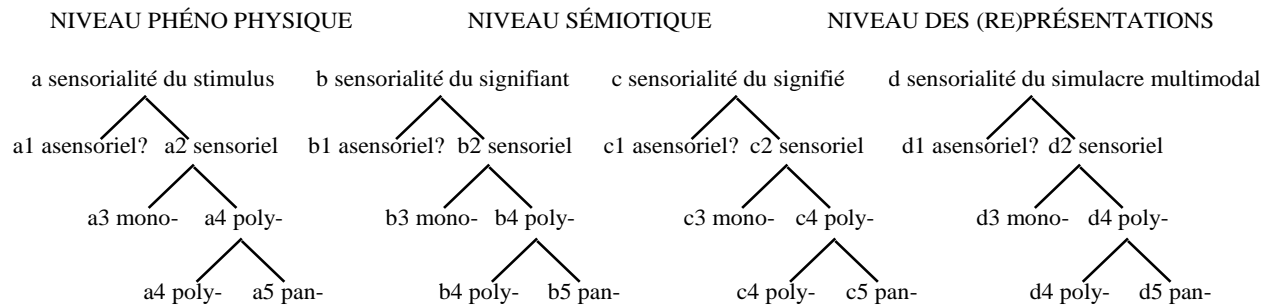 NIVEAU PHÉNO PHYSIQUE NIVEAU SÉMIOTIQUE NIVEAU DES (RE)PRÉSENTATIONS
a sensorialité du stimulus b sensorialité du signifiant c sensorialité du signifié d sensorialité du simulacre multimodal
a1 asensoriel? a2 sensoriel b1 asensoriel? b2 sensoriel c1 asensoriel? c2 sensoriel d1 asensoriel? d2 sensoriel
a3 mono- a4 poly- b3 mono- b4 poly- c3 mono- c4 poly- d3 mono- d4 poly-
a4 poly- a5 pan- b4 poly- b5 pan- c4 poly- c5 pan- d4 poly- d5 pan-